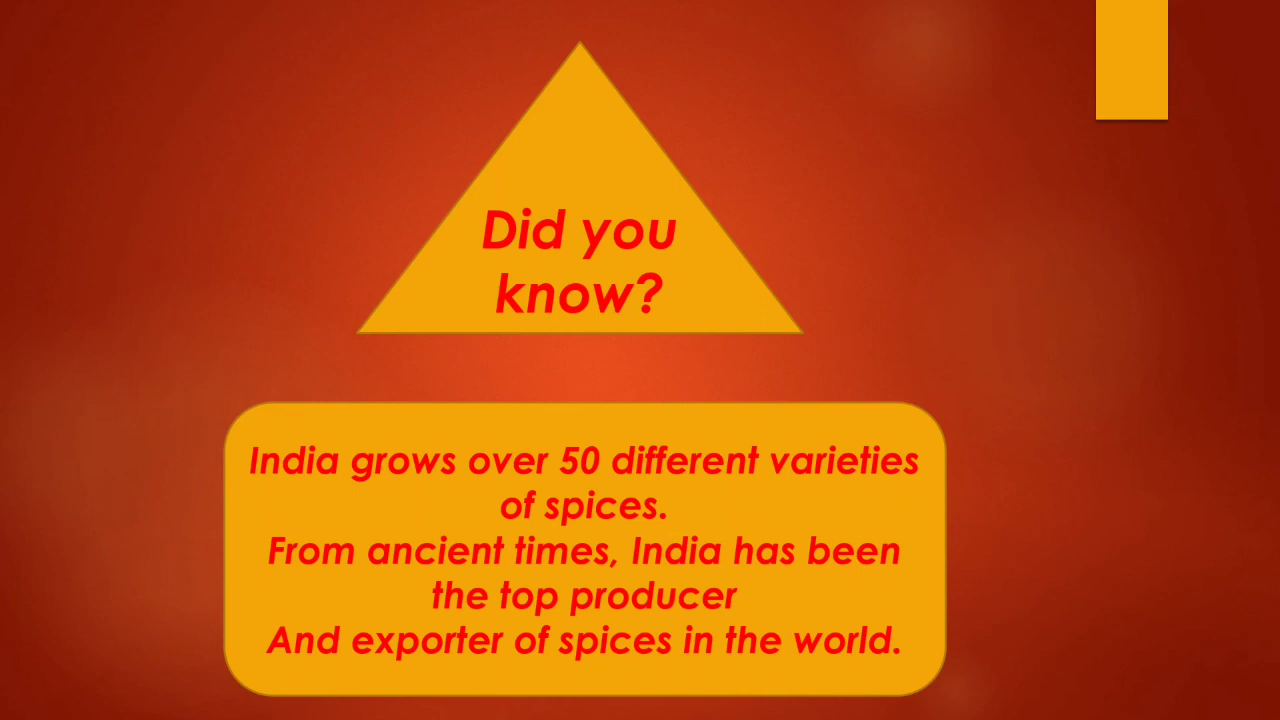 Did you
know?
India grows over 50 different varieties
of spices.
From ancient times, India has been
the top producer
And exporter of spices in the world.